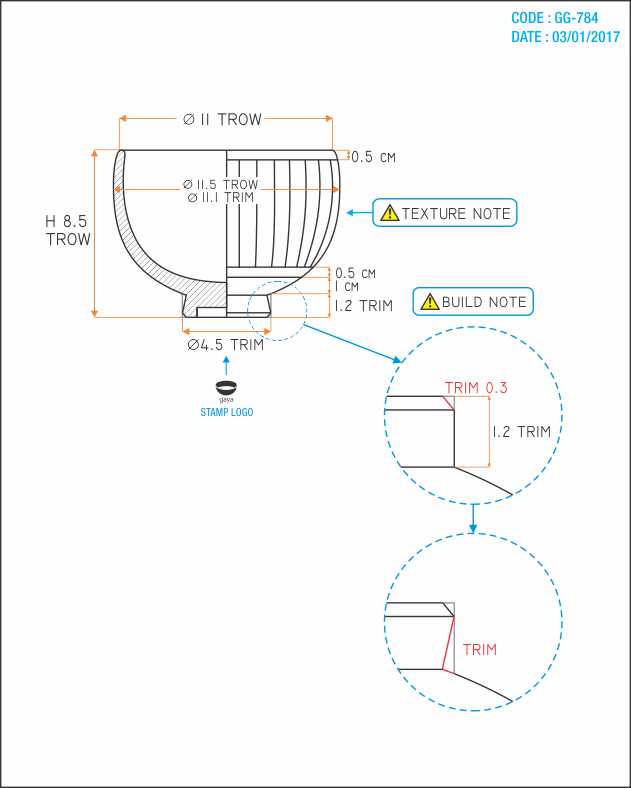 CODE : GG-784
DATE : 03/01/2017
Ø 11 TROW
0.5 CM
Ø 11.5 TROW
Ø 11.1 TRIM
H 8.5
TROW
TEXTURE NOTE
0.5 CM
1 CM
1.2 TRIM
BUILD NOTE
Ø4.5 TRIM
gaya
STAMP LOGO
TRIM 0.3
1.2 TRIM
TRIM